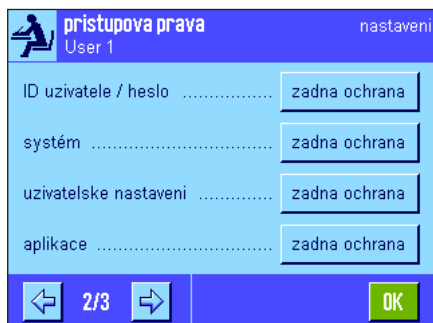 pristupova prava nastaveni
User 1
ID uzivatele / heslo ................ zadna ochrana
systém ................................ zadna ochrana
uzivatelske nastaveni ............. zadna ochrana
aplikace ............................... zadna ochrana
2/3 OK